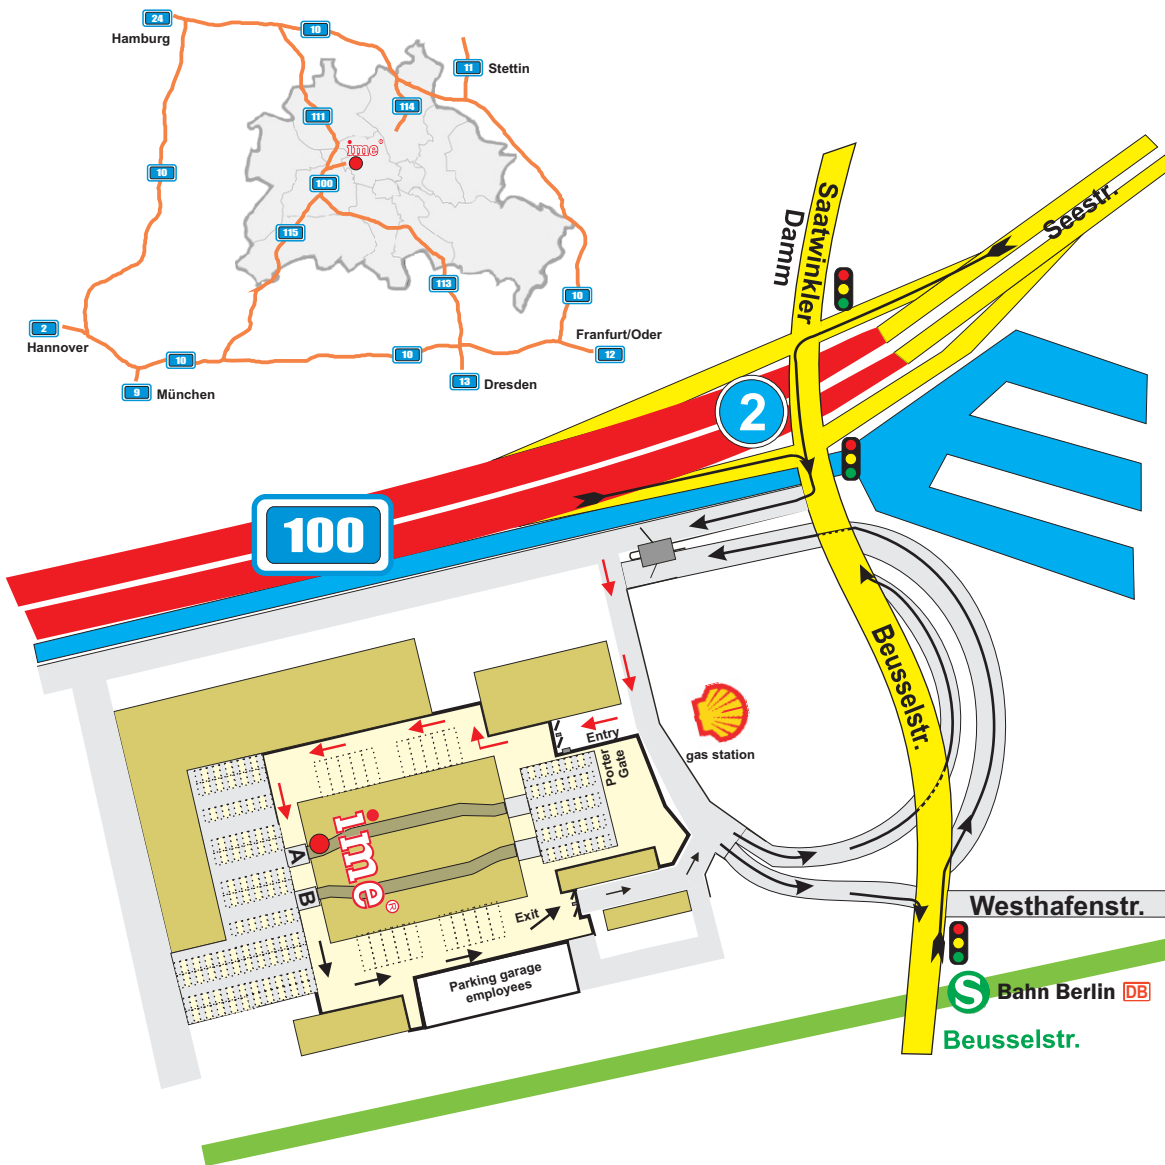 24
Hamburg
10
11
Stettin
114
111
ime®
10
100
115
113
10
2
Hannover
Franfurt/Oder
12
10
10
9
München
13
Dresden
Saatwinkler
Damm
Seestr.
2
100
Beusselstr.
gas station
Entry
Porter
Gate
A
B
ime®
Exit
Parking garage
employees
Westhafenstr.
S Bahn Berlin DB
Beusselstr.